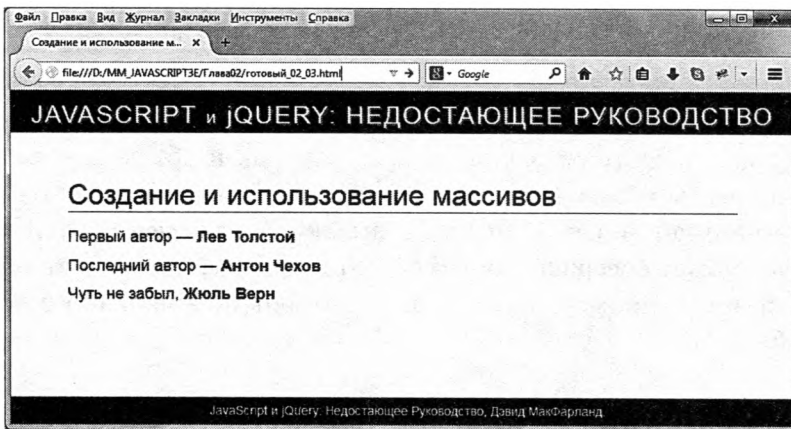 Файл Правка Вид Журнал Закладки Инструменты Справка
Создание и использование м... x +
file:///D:/MM_JAVASCRIPT3E/Глава02/готовый_02_03.html Google
JAVASCRIPT и jQUERY: НЕДОСТАЮЩЕЕ РУКОВОДСТВО
Создание и использование массивов
Первый автор — Лев Толстой
Последний автор — Антон Чехов
Чуть не забыл, Жюль Верн
JavaScript и jQuery: Недостающее Руководство, Дэвид МакФарланд